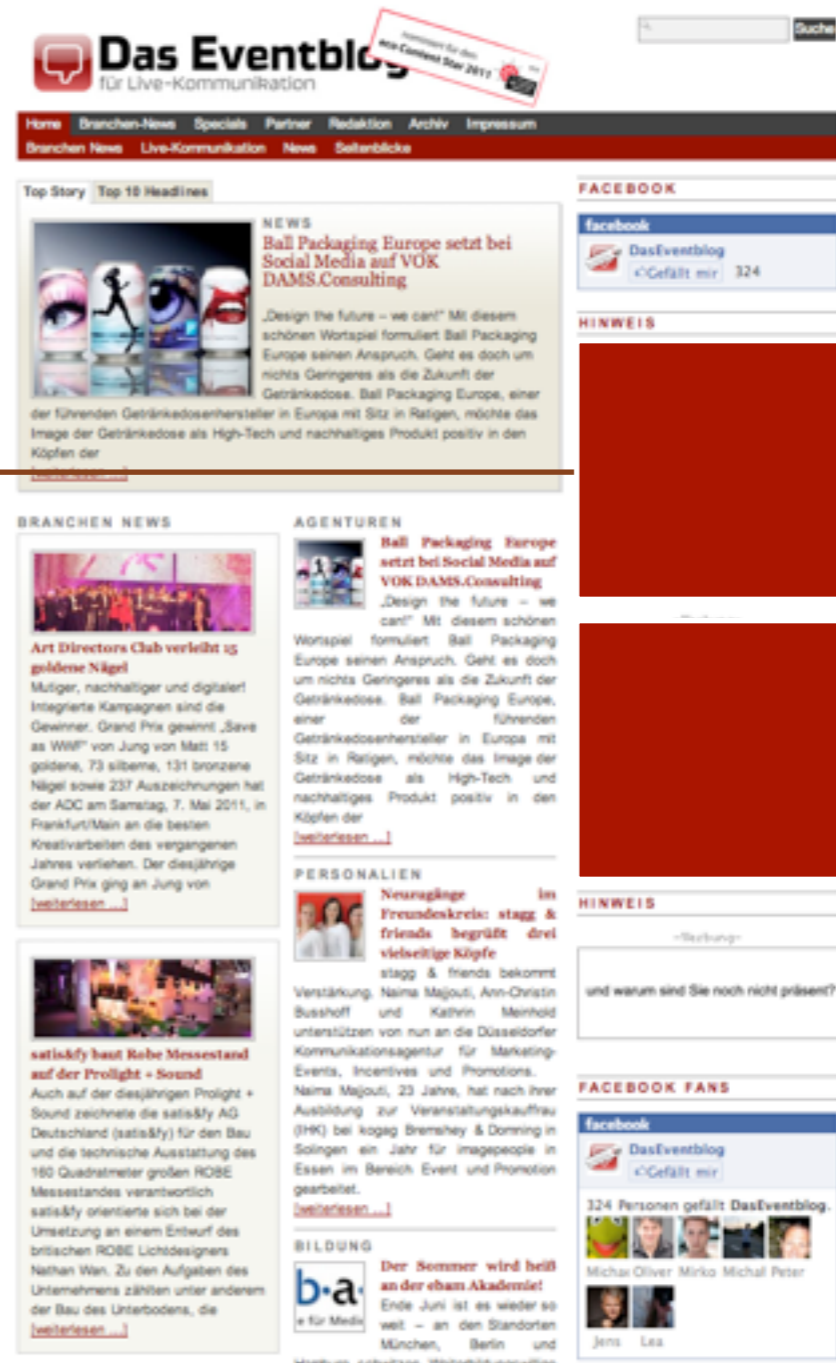 Das Eventblog
für Live-Kommunikation
nominiert für den
eco Content Star 2011
Suche
Home Branchen-News Specials Partner Redaktion Archiv Impressum
Branchen News Live-Kommunikation News Seitenblicke
Top Story Top 10 Headlines
NEWS
Ball Packaging Europe setzt bei
Social Media auf VOK
DAMS.Consulting
„Design the future – we can!" Mit diesem
schönen Wortspiel formuliert Ball Packaging
Europe seinen Anspruch. Geht es doch um
nichts Geringeres als die Zukunft der
Getränkedose. Ball Packaging Europe, einer
der führenden Getränkedosenhersteller in Europa mit Sitz in Ratigen, möchte das
Image der Getränkedose als High-Tech und nachhaltiges Produkt positiv in den
Köpfen der
[weiterlesen ...]
BRANCHEN NEWS
Art Directors Club verleiht 15
goldene Nägel
Mutiger, nachhaltiger und digitaler!
Integrierte Kampagnen sind die
Gewinner. Grand Prix gewinnt „Save
as WWF" von Jung von Matt 15
goldene, 73 silberne, 131 bronzene
Nägel sowie 237 Auszeichnungen hat
der ADC am Samstag, 7. Mai 2011, in
Frankfurt/Main an die besten
Kreativarbeiten des vergangenen
Jahres verliehen. Der diesjährige
Grand Prix ging an Jung von
[weiterlesen ...]
satis&fy baut Robe Messestand
auf der Prolight + Sound
Auch auf der diesjährigen Prolight +
Sound zeichnete die satis&fy AG
Deutschland (satis&fy) für den Bau
und die technische Ausstattung des
160 Quadratmeter großen ROBE
Messestandes verantwortlich
satis&fy orientierte sich bei der
Umsetzung an einem Entwurf des
britischen ROBE Lichtdesigners
Nathan Wan. Zu den Aufgaben des
Unternehmens zählten unter anderem
der Bau des Unterbodens, die
[weiterlesen ...]
AGENTUREN
Ball Packaging Europe
setzt bei Social Media auf
VOK DAMS.Consulting
„Design the future – we
can!" Mit diesem schönen
Wortspiel formuliert Ball Packaging
Europe seinen Anspruch. Geht es doch
um nichts Geringeres als die Zukunft der
Getränkedose. Ball Packaging Europe,
einer der führenden
Getränkedosenhersteller in Europa mit
Sitz in Ratigen, möchte das Image der
Getränkedose als High-Tech und
nachhaltiges Produkt positiv in den
Köpfen der
[weiterlesen ...]
PERSONALIEN
Neuzugänge im
Freundeskreis: stagg &
friends begrüßt drei
vielseitige Köpfe
stagg & friends bekommt
Verstärkung. Naima Majjouti, Ann-Christin
Busshoff und Kathrin Meinhold
unterstützen von nun an die Düsseldorfer
Kommunikationsagentur für Marketing-
Events, Incentives und Promotions.
Naima Majjouti, 23 Jahre, hat nach ihrer
Ausbildung zur Veranstaltungskauffrau
(IHK) bei kogag Bremshey & Domning in
Solingen ein Jahr für imagepeople in
Essen im Bereich Event und Promotion
gearbeitet.
[weiterlesen ...]
BILDUNG
b·a·
e für Medie
Der Sommer wird heiß
an der ebam Akademie!
Ende Juni ist es wieder so
weit – an den Standorten
München, Berlin und
FACEBOOK
facebook
DasEventblog
Gefällt mir 324
HINWEIS
HINWEIS
~Werbung~
und warum sind Sie noch nicht präsent?
FACEBOOK FANS
facebook
DasEventblog
Gefällt mir
324 Personen gefällt DasEventblog.
Michae Oliver Mirko Michal Peter
Jens Lea